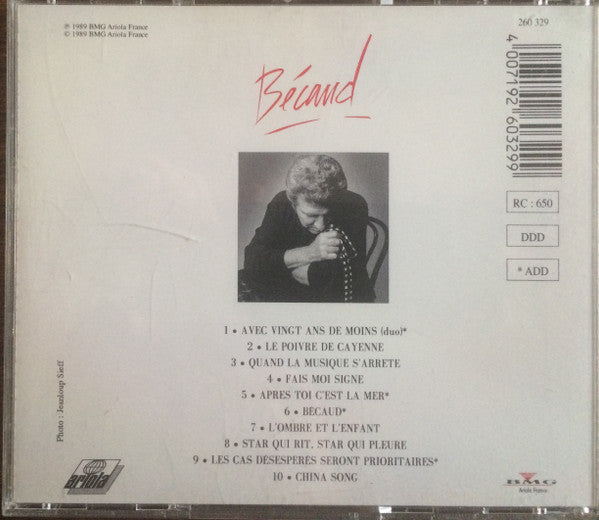 ℗ 1989 BMG Ariola France
© 1989 BMG Ariola France
260 329
Bécaud
4 007192 603299
RC : 650
DDD
* ADD
1 • AVEC VINGT ANS DE MOINS (duo)*
2 • LE POIVRE DE CAYENNE
3 • QUAND LA MUSIQUE S'ARRETE
4 • FAIS MOI SIGNE
5 • APRES TOI C'EST LA MER*
6 • BÉCAUD*
7 • L'OMBRE ET L'ENFANT
8 • STAR QUI RIT, STAR QUI PLEURE
9 • LES CAS DÉSESPÉRÉS SERONT PRIORITAIRES*
10 • CHINA SONG
Photo : Jeanloup Sieff
ariola
BMG
Ariola France